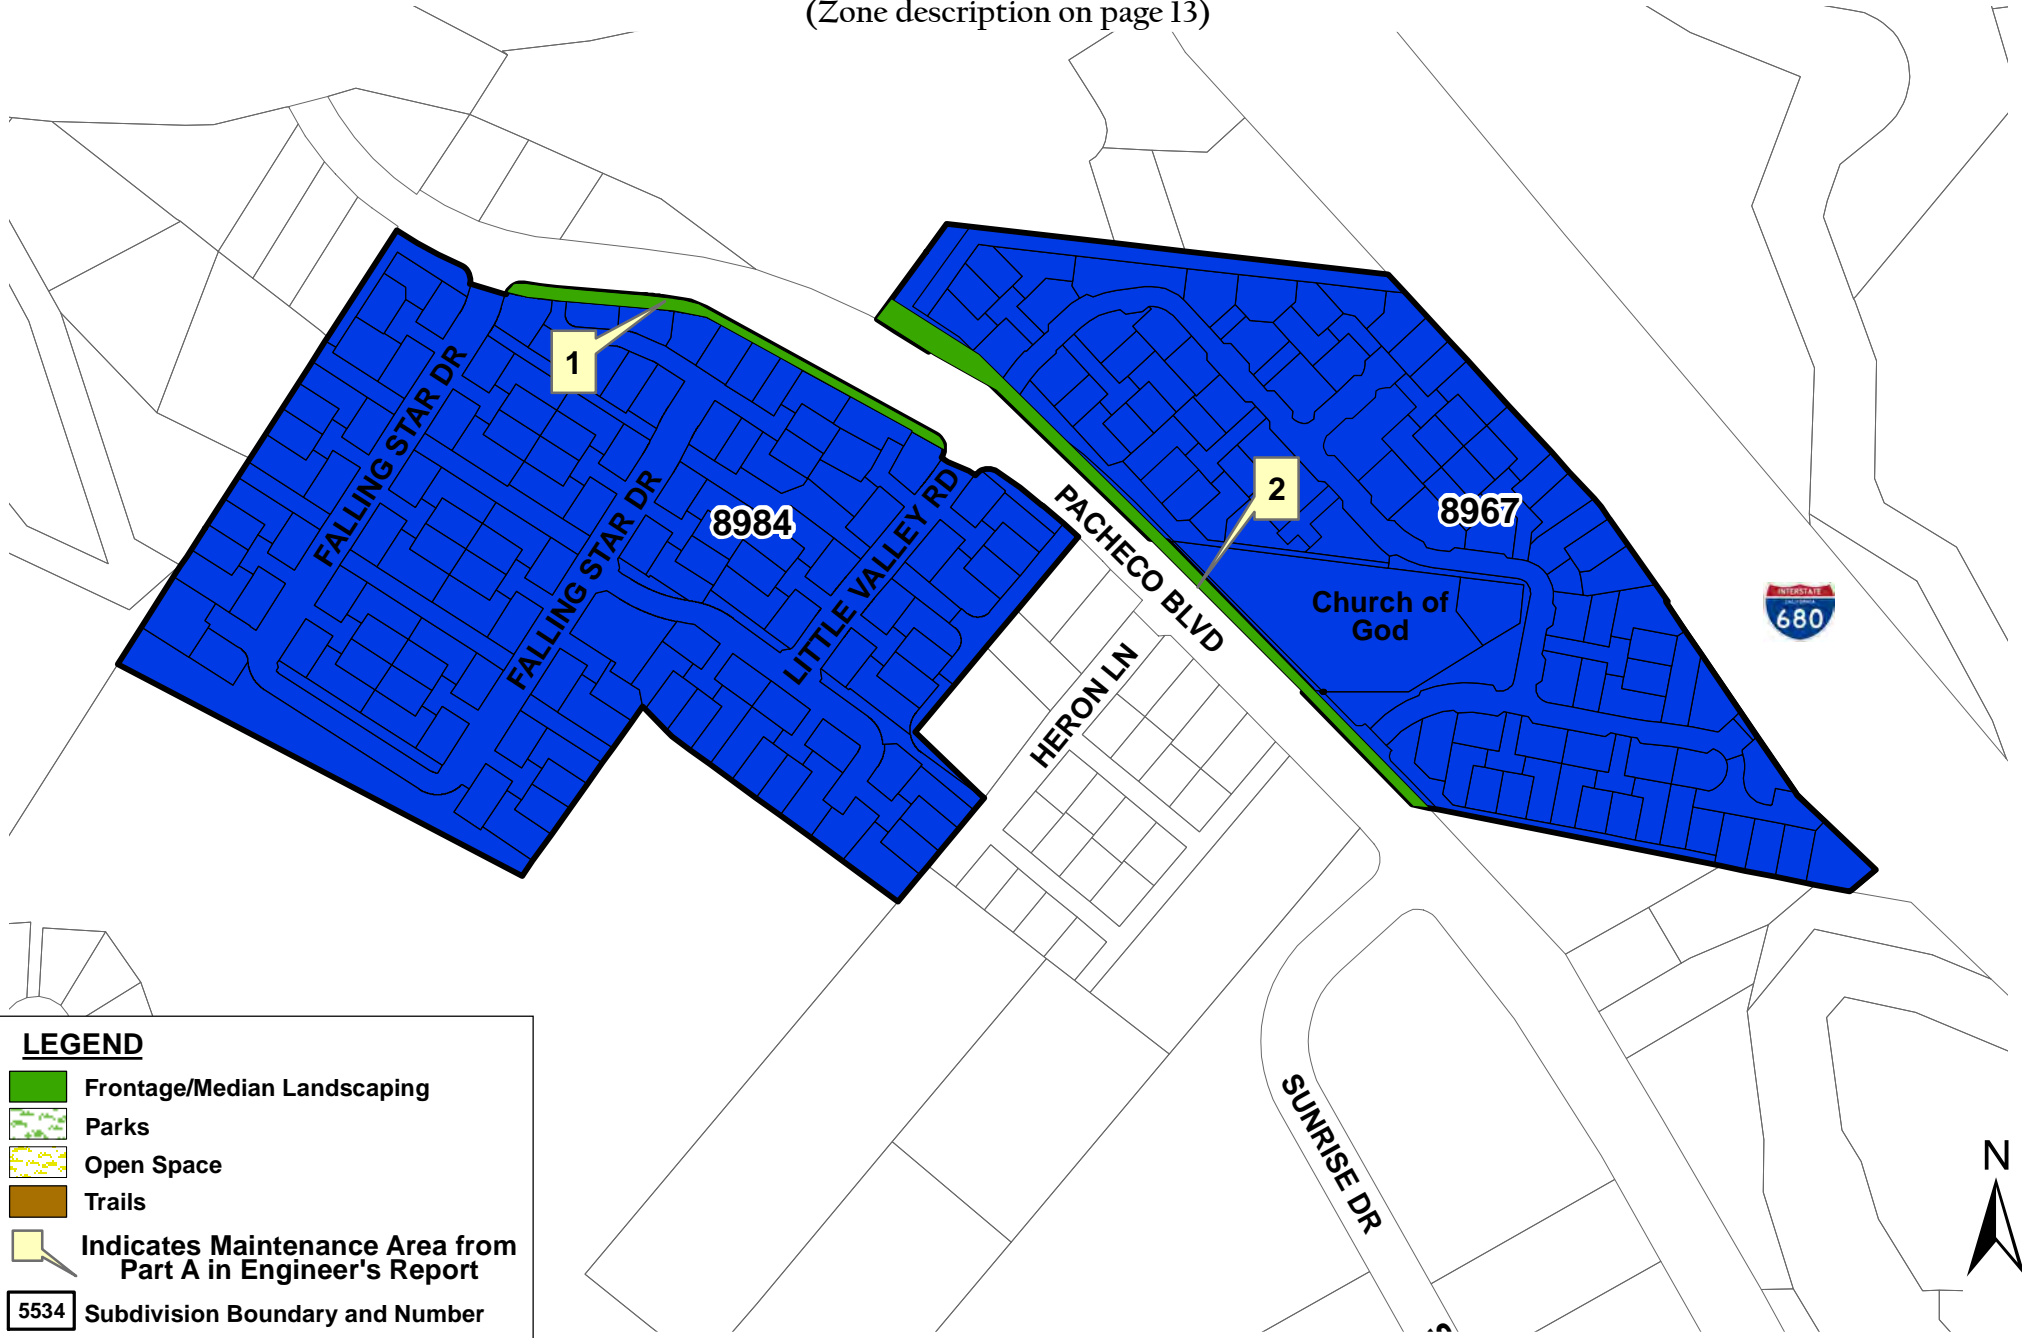 (Zone description on page 13)
1
FALLING STAR DR
FALLING STAR DR
8984
LITTLE VALLEY RD
PACHECO BLVD
2
8967
Church of
God
HERON LN
INTERSTATE
CALIFORNIA
680
SUNRISE DR
N
LEGEND
Frontage/Median Landscaping
Parks
Open Space
Trails
Indicates Maintenance Area from
Part A in Engineer's Report
5534 Subdivision Boundary and Number